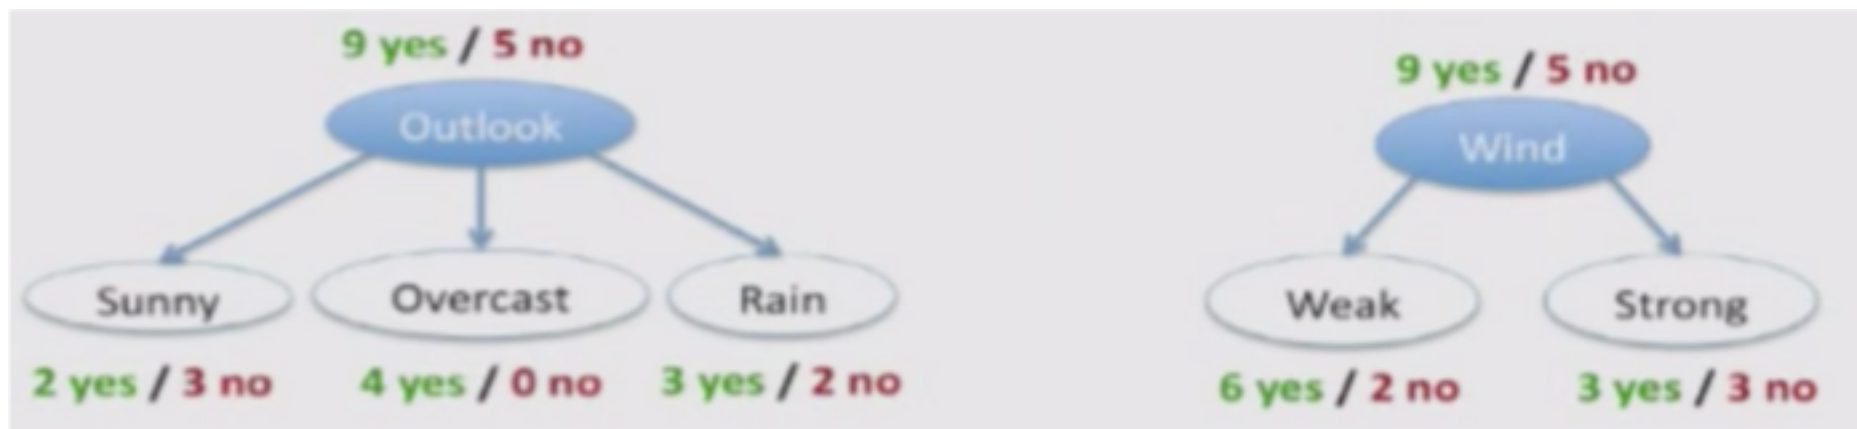 9 yes / 5 no
Outlook
Sunny
Overcast
Rain
2 yes / 3 no
4 yes / 0 no
3 yes / 2 no
9 yes / 5 no
Wind
Weak
Strong
6 yes / 2 no
3 yes / 3 no